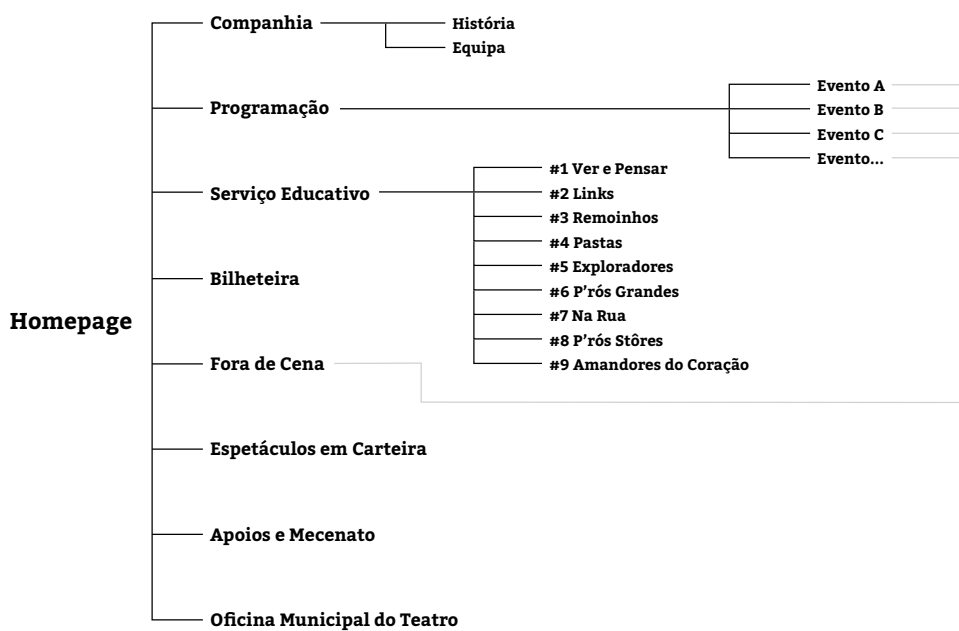 Homepage
Companhia
História
Equipa
Programação
Evento A
Evento B
Evento C
Evento...
Serviço Educativo
#1 Ver e Pensar
#2 Links
#3 Remoinhos
#4 Pastas
#5 Exploradores
#6 P'rós Grandes
#7 Na Rua
#8 P'rós Stôres
#9 Amandores do Coração
Bilheteira
Fora de Cena
Espetáculos em Carteira
Apoios e Mecenato
Oficina Municipal do Teatro